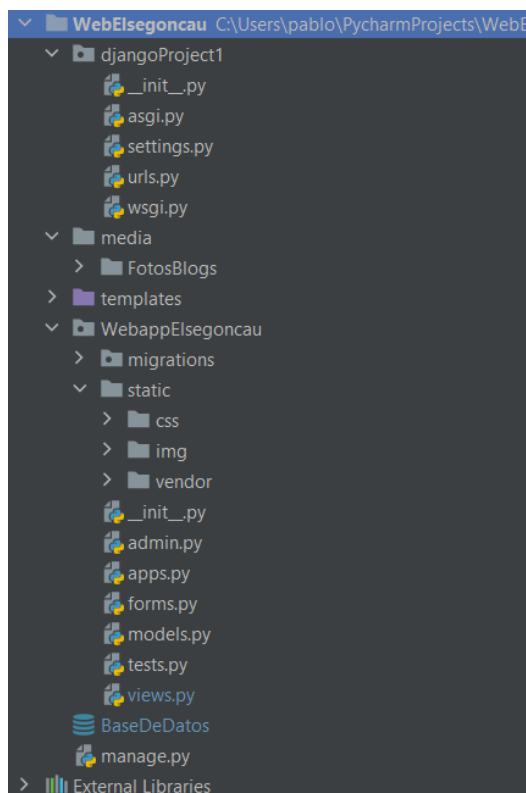 WebElsegoncau C:\Users\pablo\PycharmProjects\WebE
djangoProject1
__init__.py
asgi.py
settings.py
urls.py
wsgi.py
media
FotosBlogs
templates
WebappElsegoncau
migrations
static
css
img
vendor
__init__.py
admin.py
apps.py
forms.py
models.py
tests.py
views.py
BaseDeDatos
manage.py
External Libraries